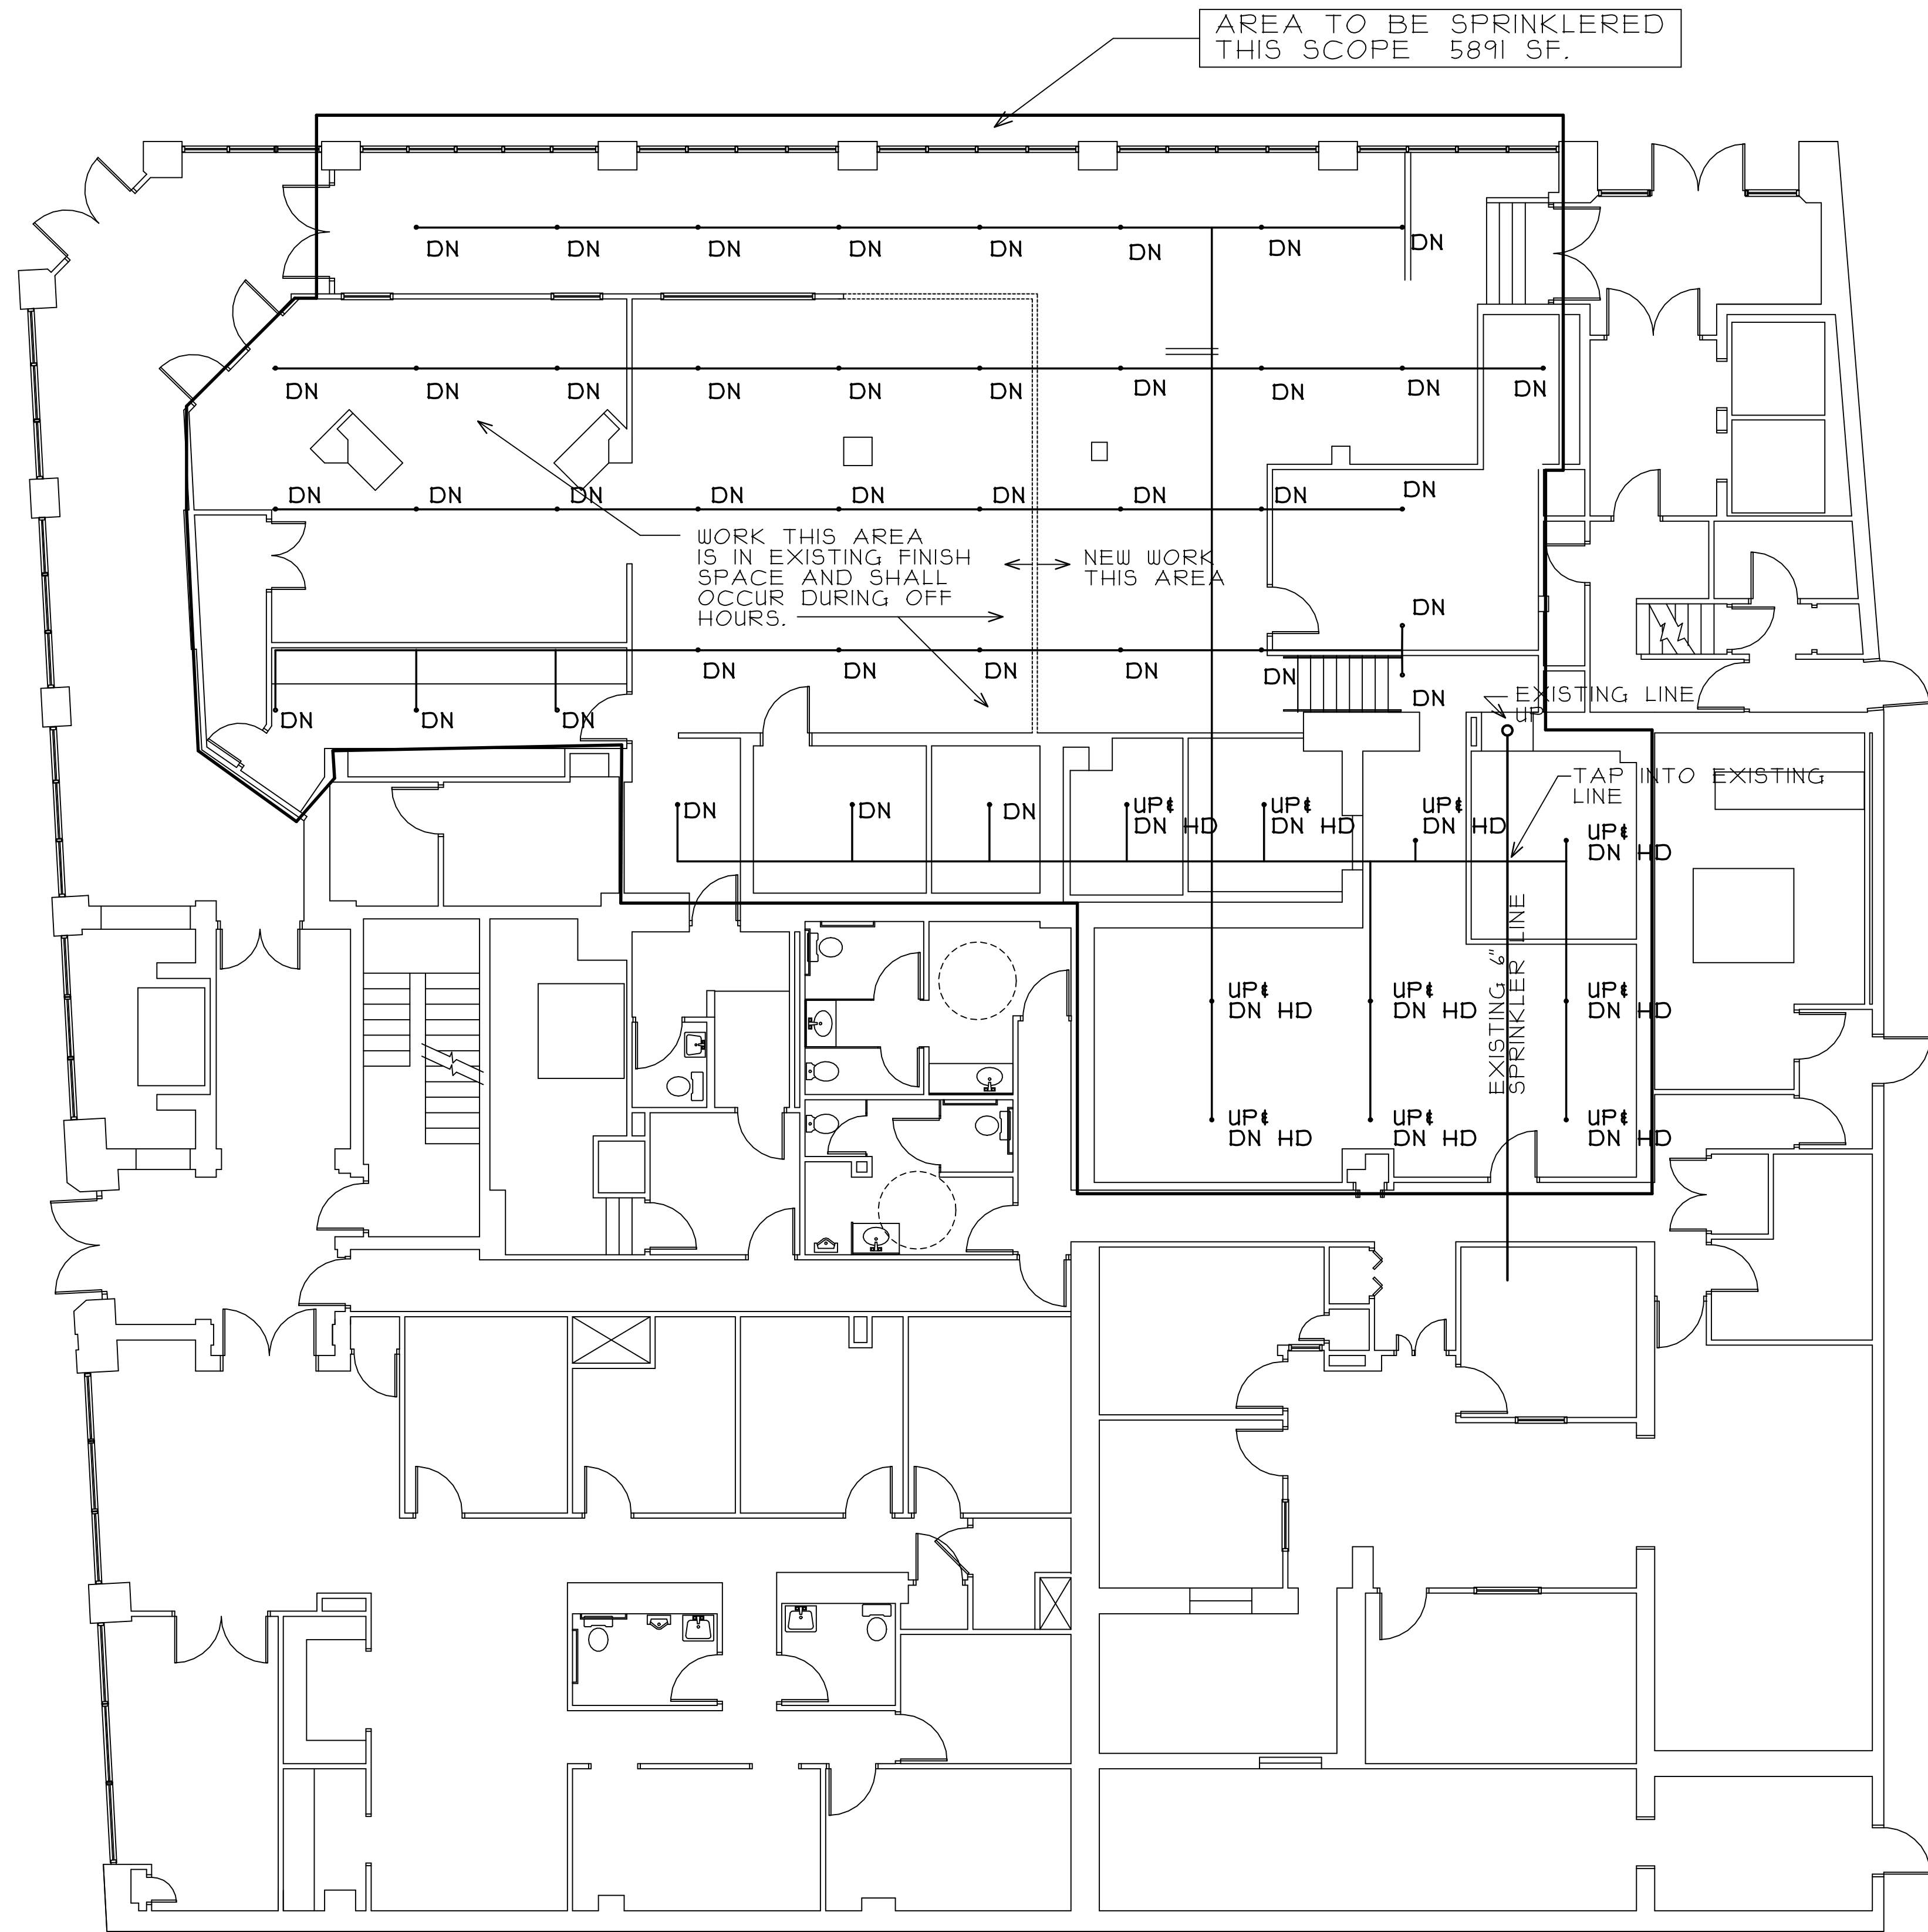 AREA TO BE SPRINKLERED
THIS SCOPE 5891 SF.
DN DN DN DN DN DN DN DN
DN DN DN DN DN DN DN DN DN DN
DN DN DN DN DN DN DN DN DN
WORK THIS AREA
IS IN EXISTING FINISH
SPACE AND SHALL
OCCUR DURING OFF
HOURS.
NEW WORK
THIS AREA
DN
DN DN DN DN DN
DN
DN DN DN
EXISTING LINE
UP
TAP INTO EXISTING
LINE
DN DN DN
UP&
DN HD
UP&
DN HD
UP&
DN HD
UP&
DN HD
EXISTING 6"
SPRINKLER LINE
UP&
DN HD
UP&
DN HD
UP&
DN HD
UP&
DN HD
UP&
DN HD
UP&
DN HD